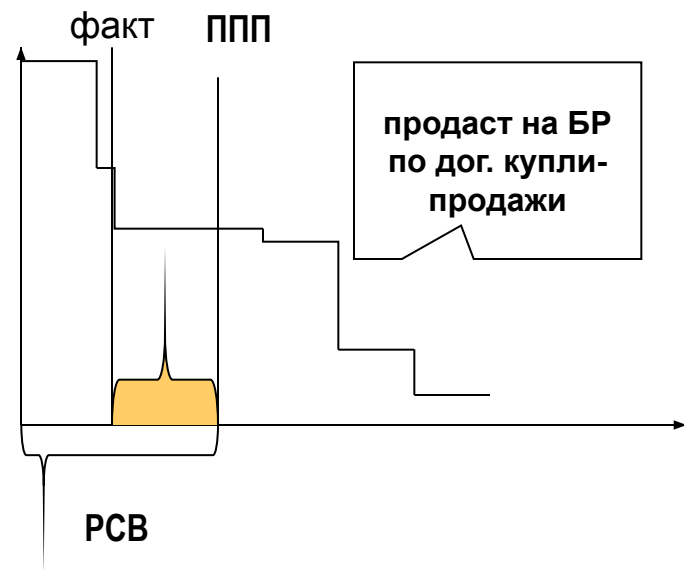 факт
ППП
продаст на БР
по дог. купли-
продажи
РСВ